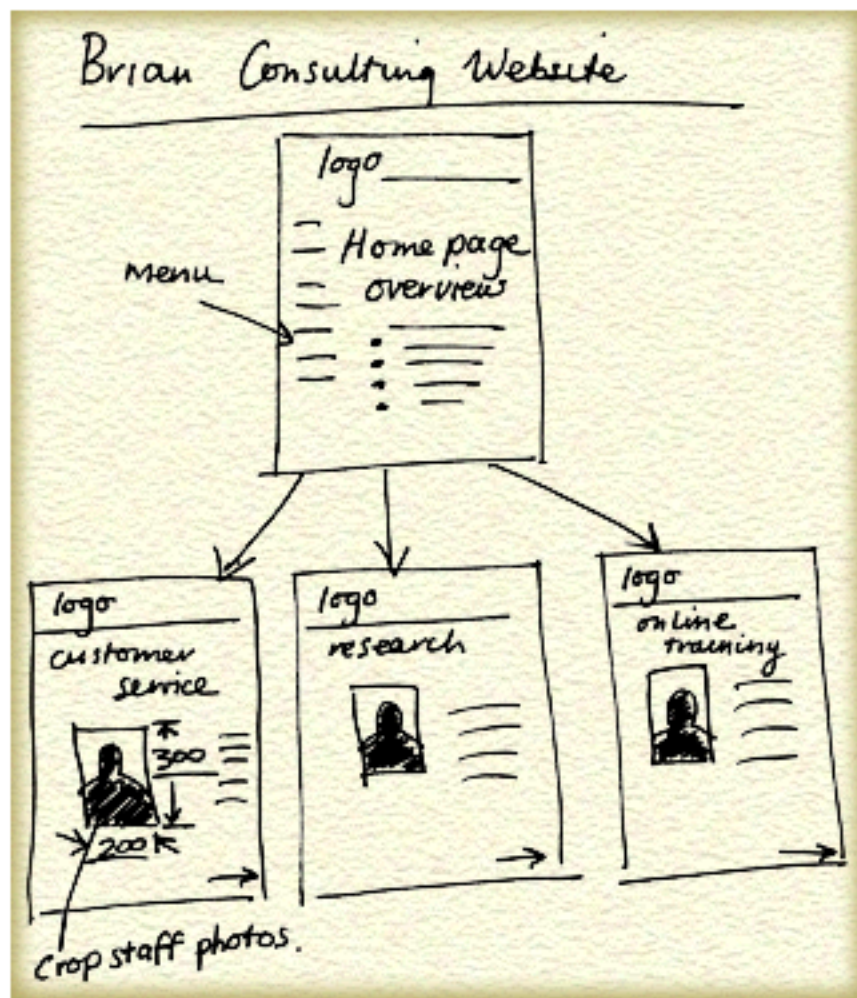 Brian Consulting Website
logo
Home page
overview
menu
logo
customer
service
300
200
logo
research
logo
online
training
Crop staff photos.